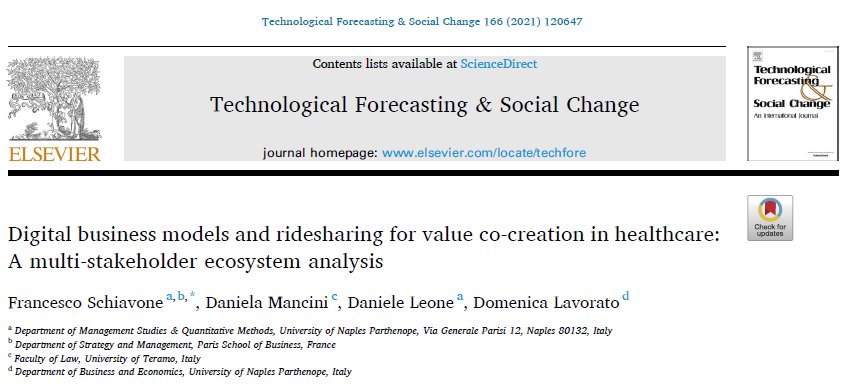 Technological Forecasting & Social Change 166 (2021) 120647
Contents lists available at ScienceDirect
Technological Forecasting & Social Change
journal homepage: www.elsevier.com/locate/techfore
ELSEVIER
Technological
Forecasting
&
Social Change
An International Journal
Check for
updates
Digital business models and ridesharing for value co-creation in healthcare:
A multi-stakeholder ecosystem analysis
Francesco Schiavone a,b,*, Daniela Mancini c, Daniele Leone a, Domenica Lavorato d
a Department of Management Studies & Quantitative Methods, University of Naples Parthenope, Via Generale Parisi 12, Naples 80132, Italy
b Department of Strategy and Management, Paris School of Business, France
c Faculty of Law, University of Teramo, Italy
d Department of Business and Economics, University of Naples Parthenope, Italy